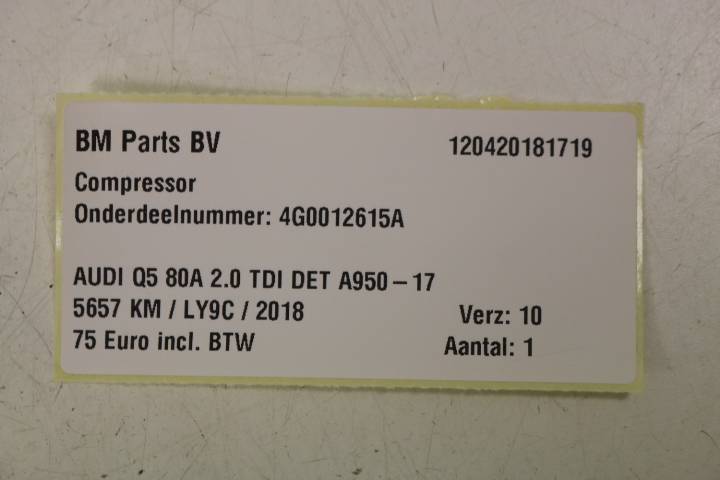 BM Parts BV 120420181719
Compressor
Onderdeelnummer: 4G0012615A
AUDI Q5 80A 2.0 TDI DET A950-17
5657 KM / LY9C / 2018 Verz: 10
75 Euro incl. BTW Aantal: 1